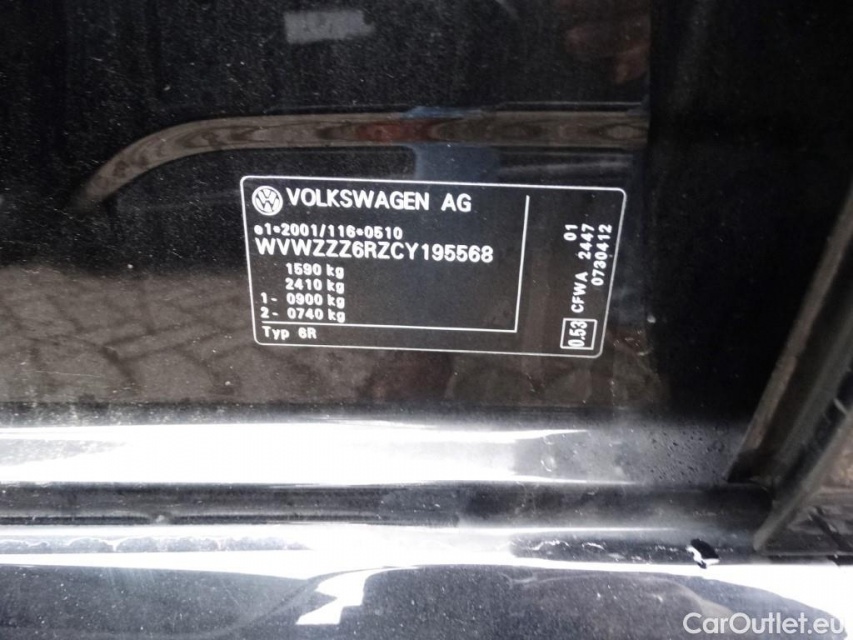 VOLKSWAGEN AG
e1*2001/116*0510
WVWZZZ6RZCY195568
1590 kg
2410 kg
1- 0900 kg
2- 0740 kg
Typ 6R
01
CFWA 2447
0730412
0.53
CarOutlet.eu